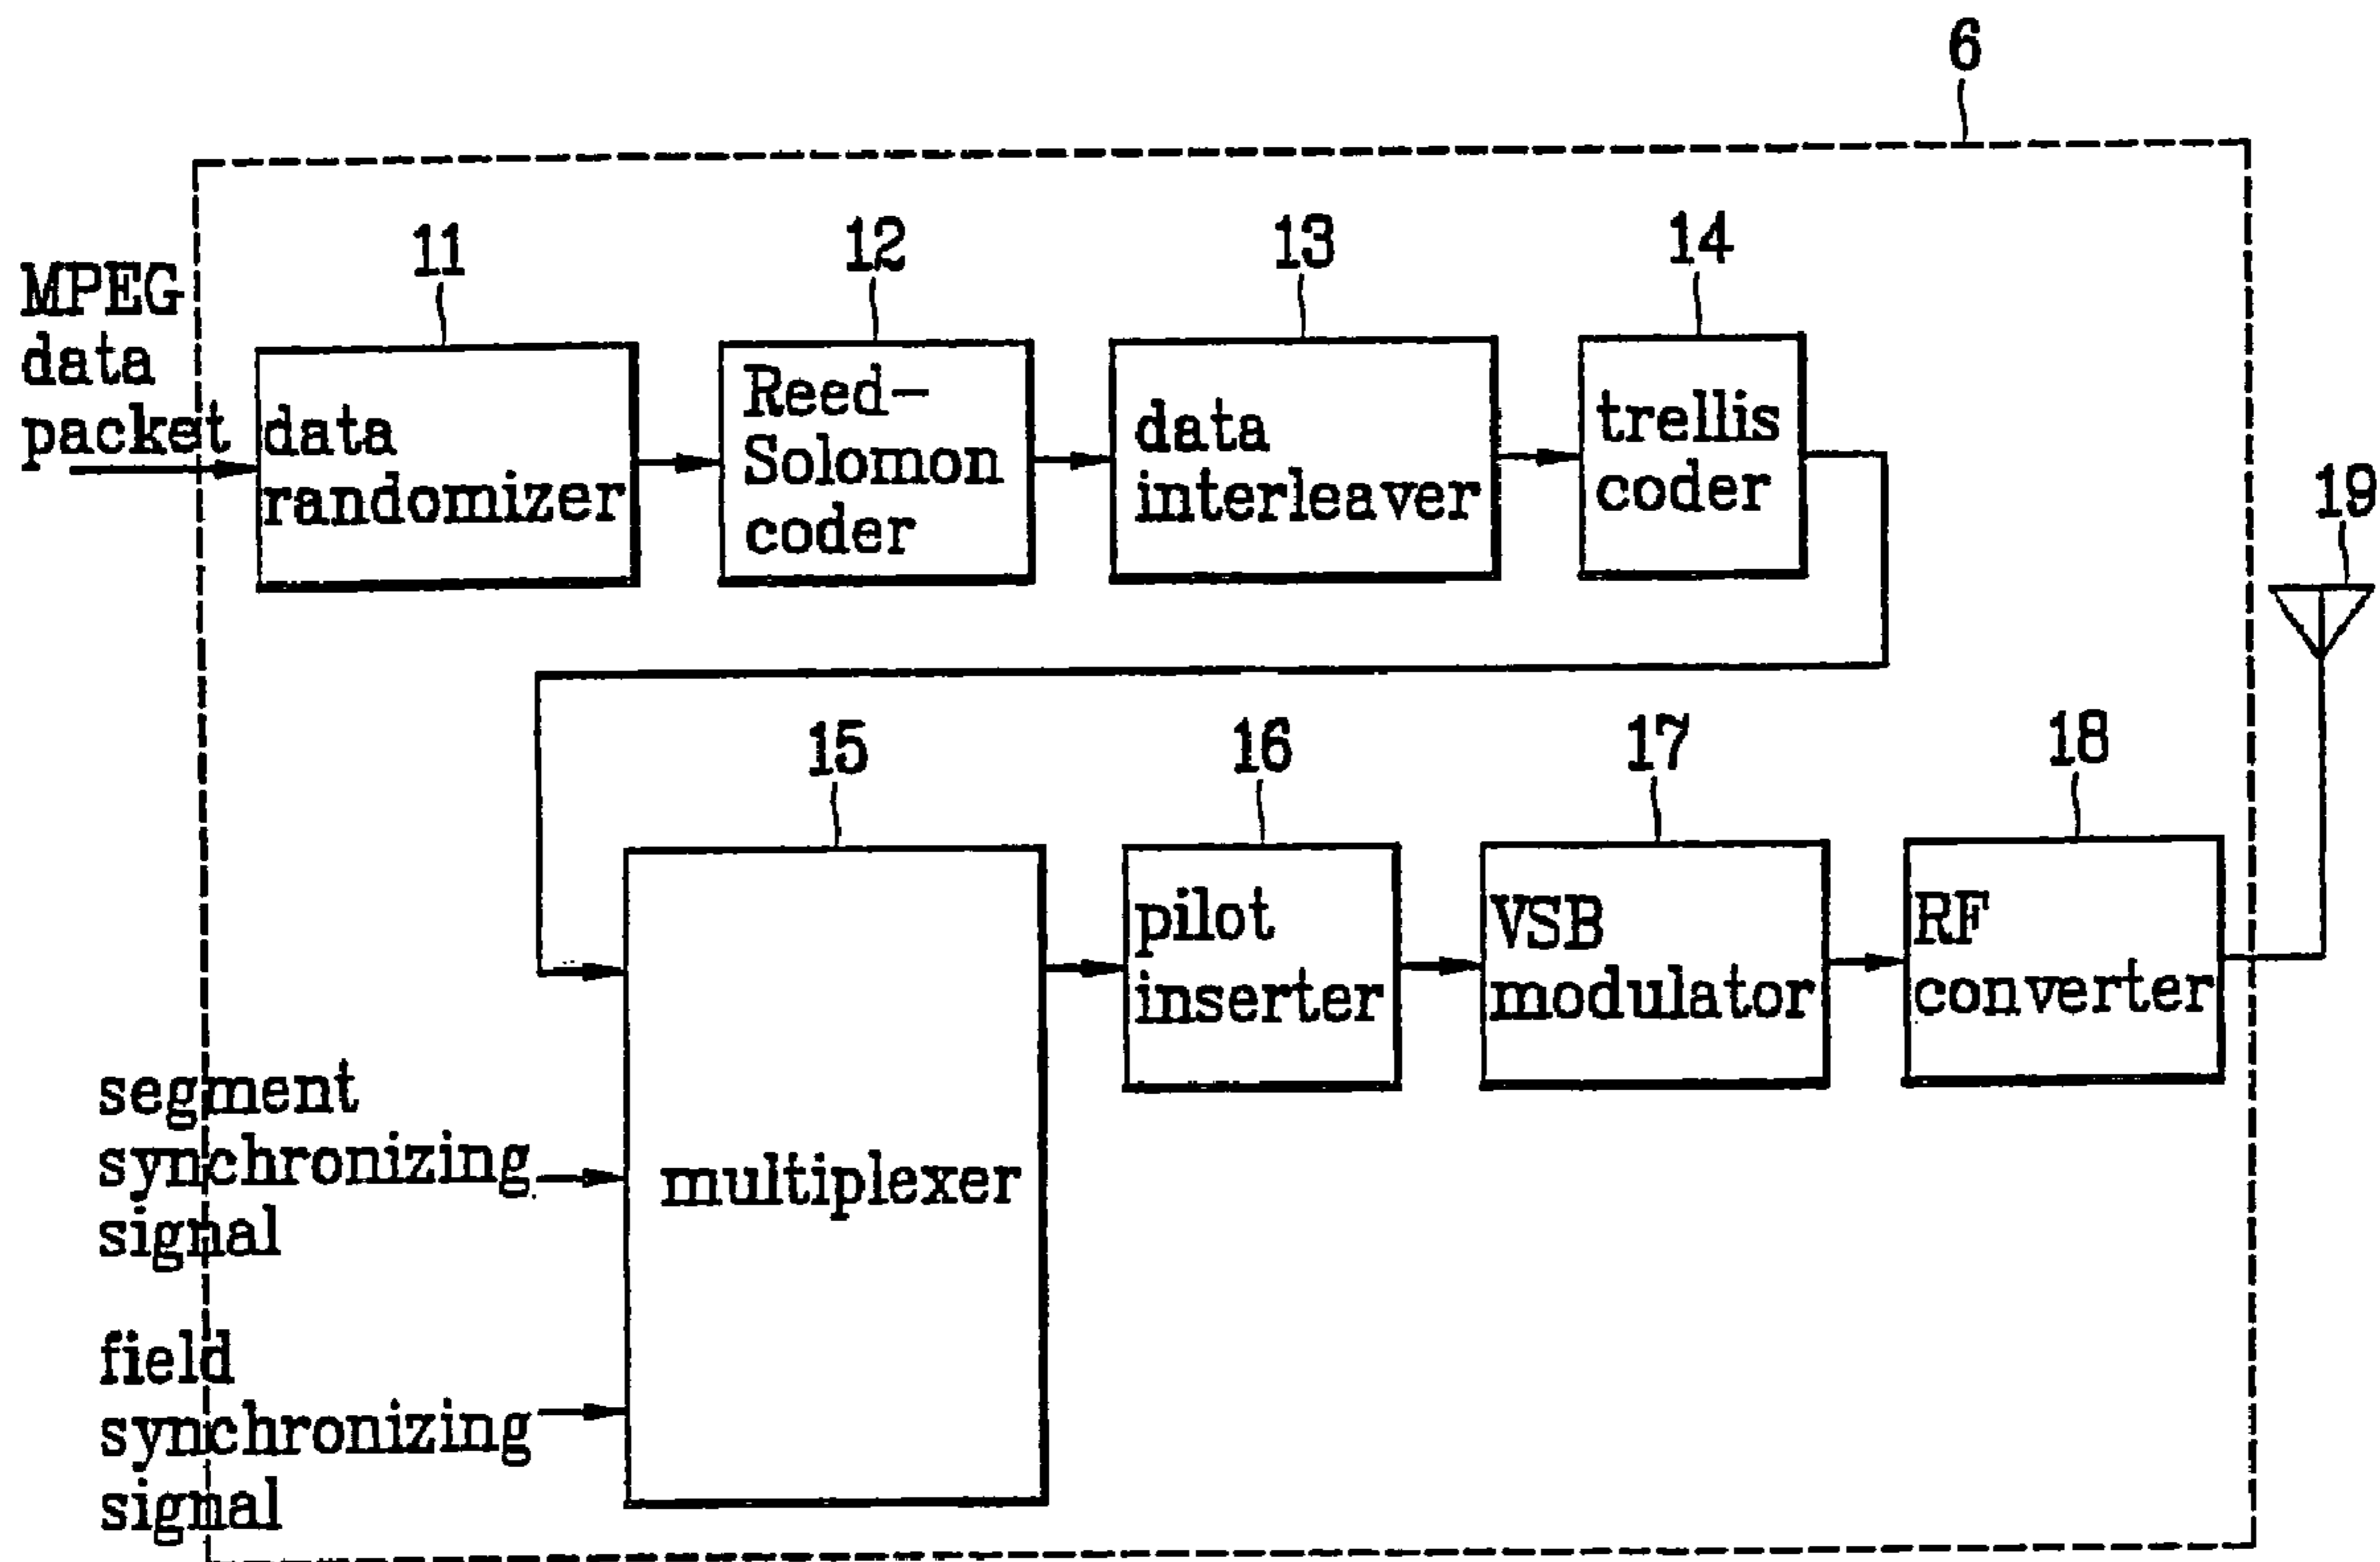 6
11
12
13
14
MPEG
data
packet
data
randomizer
Reed-
Solomon
coder
data
interleaver
trellis
coder
19
15
16
17
18
multiplexer
pilot
inserter
VSB
modulator
RF
converter
segment
synchronizing
signal
field
synchronizing
signal